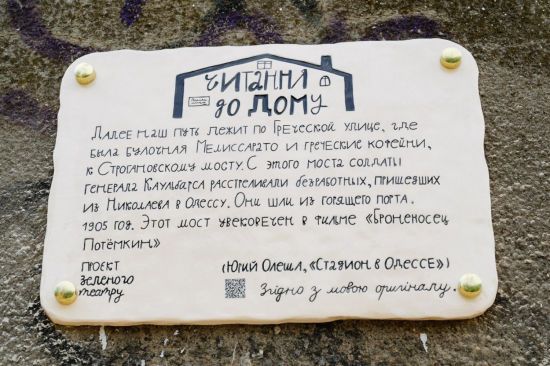 читання
до дому
Далее наш путь лежит по Греческой улице, где
была булочная Мелиссарато и греческие кофейни,
к Строгановскому мосту. С этого моста солдаты
генерала Каульбарса расстреливали безработных, пришедших
из Николаева в Одессу. Они шли из горящего порта.
1905 год. Этот мост увековечен в фильме «Броненосец
Потёмкин»
проєкт
зеленого
театру
(Юрий Олеша, «Стадион в Одессе»)
Згідно з мовою оригіналу.